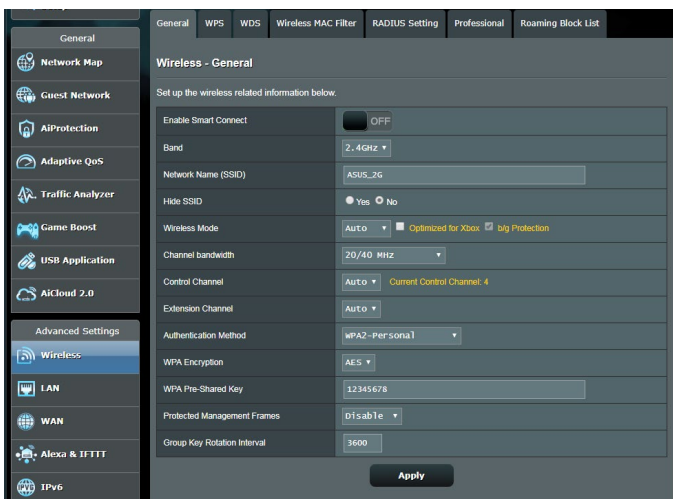 General
Network Map
Guest Network
AiProtection
Adaptive QoS
Traffic Analyzer
Game Boost
USB Application
AiCloud 2.0
Advanced Settings
Wireless
LAN
WAN
Alexa & IFTTT
IPv6
General WPS WDS Wireless MAC Filter RADIUS Setting Professional Roaming Block List
Wireless - General
Set up the wireless related information below.
Enable Smart Connect OFF
Band 2.4GHz
Network Name (SSID) ASUS_2G
Hide SSID Yes No
Wireless Mode Auto Optimized for Xbox b/g Protection
Channel bandwidth 20/40 MHz
Control Channel Auto Current Control Channel: 4
Extension Channel Auto
Authentication Method WPA2-Personal
WPA Encryption AES
WPA Pre-Shared Key 12345678
Protected Management Frames Disable
Group Key Rotation Interval 3600
Apply